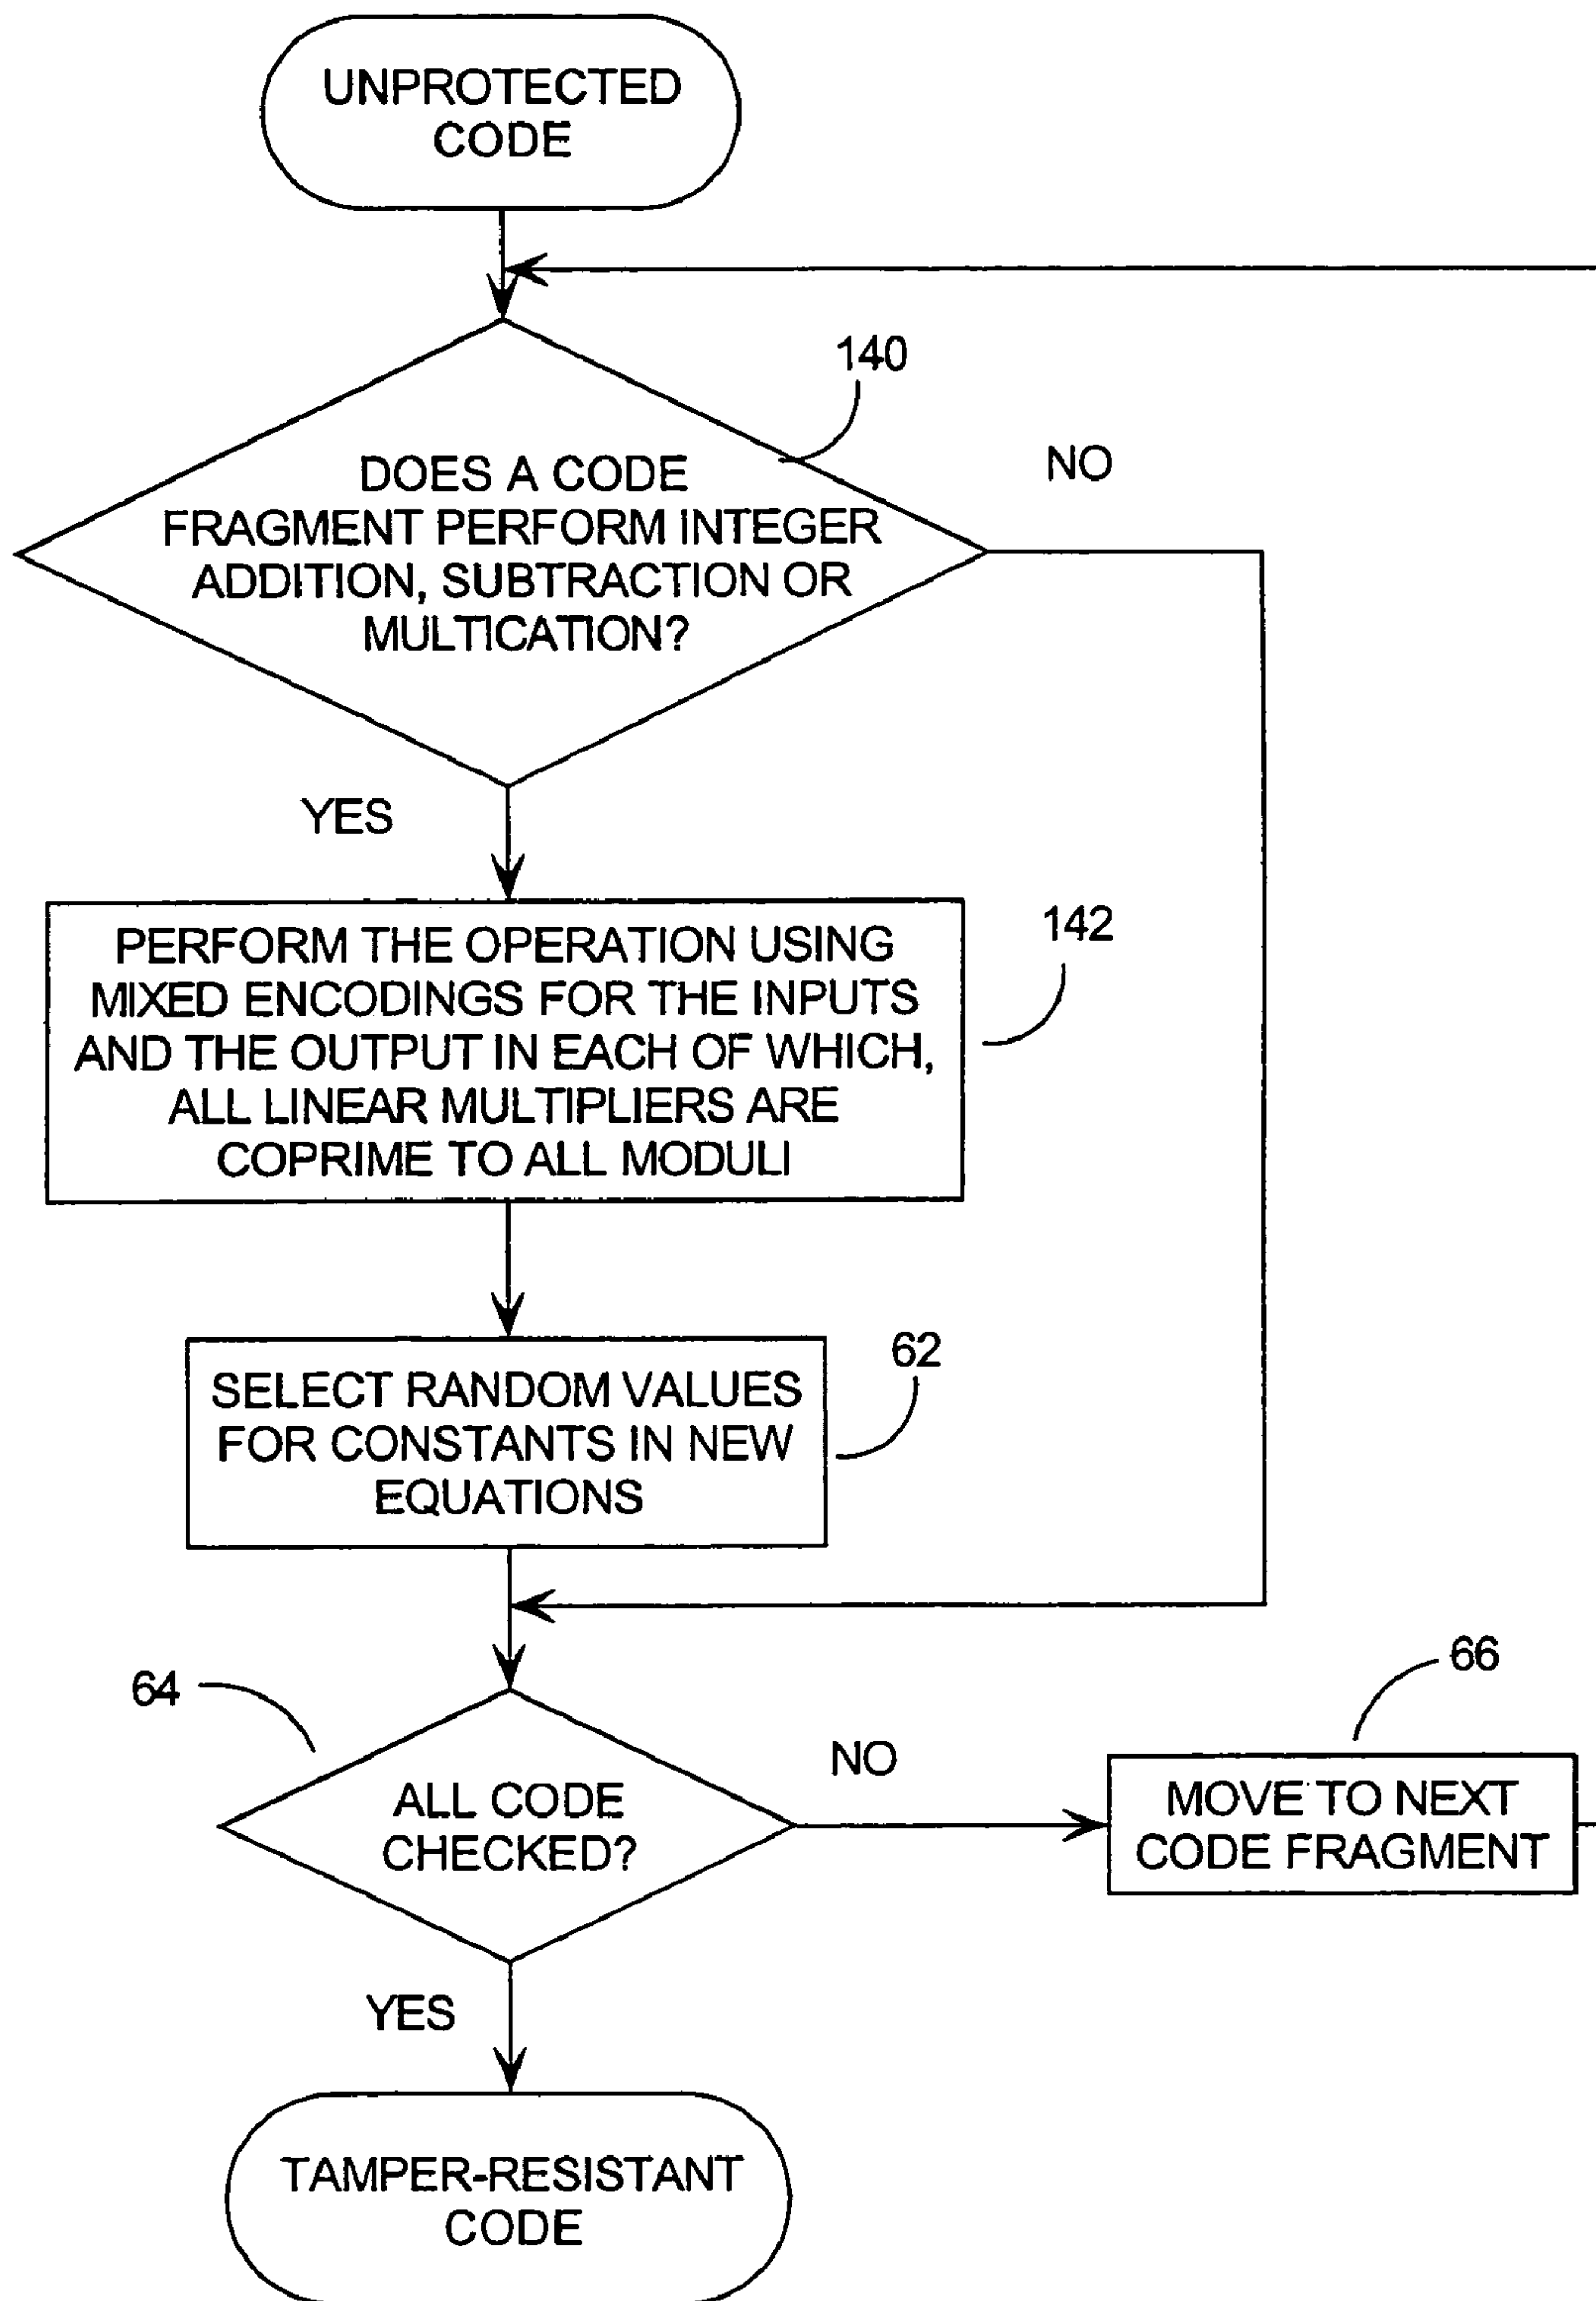 UNPROTECTED
CODE
140
DOES A CODE
FRAGMENT PERFORM INTEGER
ADDITION, SUBTRACTION OR
MULTICATION?
NO
YES
142
PERFORM THE OPERATION USING
MIXED ENCODINGS FOR THE INPUTS
AND THE OUTPUT IN EACH OF WHICH,
ALL LINEAR MULTIPLIERS ARE
COPRIME TO ALL MODULI
62
SELECT RANDOM VALUES
FOR CONSTANTS IN NEW
EQUATIONS
64
ALL CODE
CHECKED?
NO
66
MOVE TO NEXT
CODE FRAGMENT
YES
TAMPER-RESISTANT
CODE